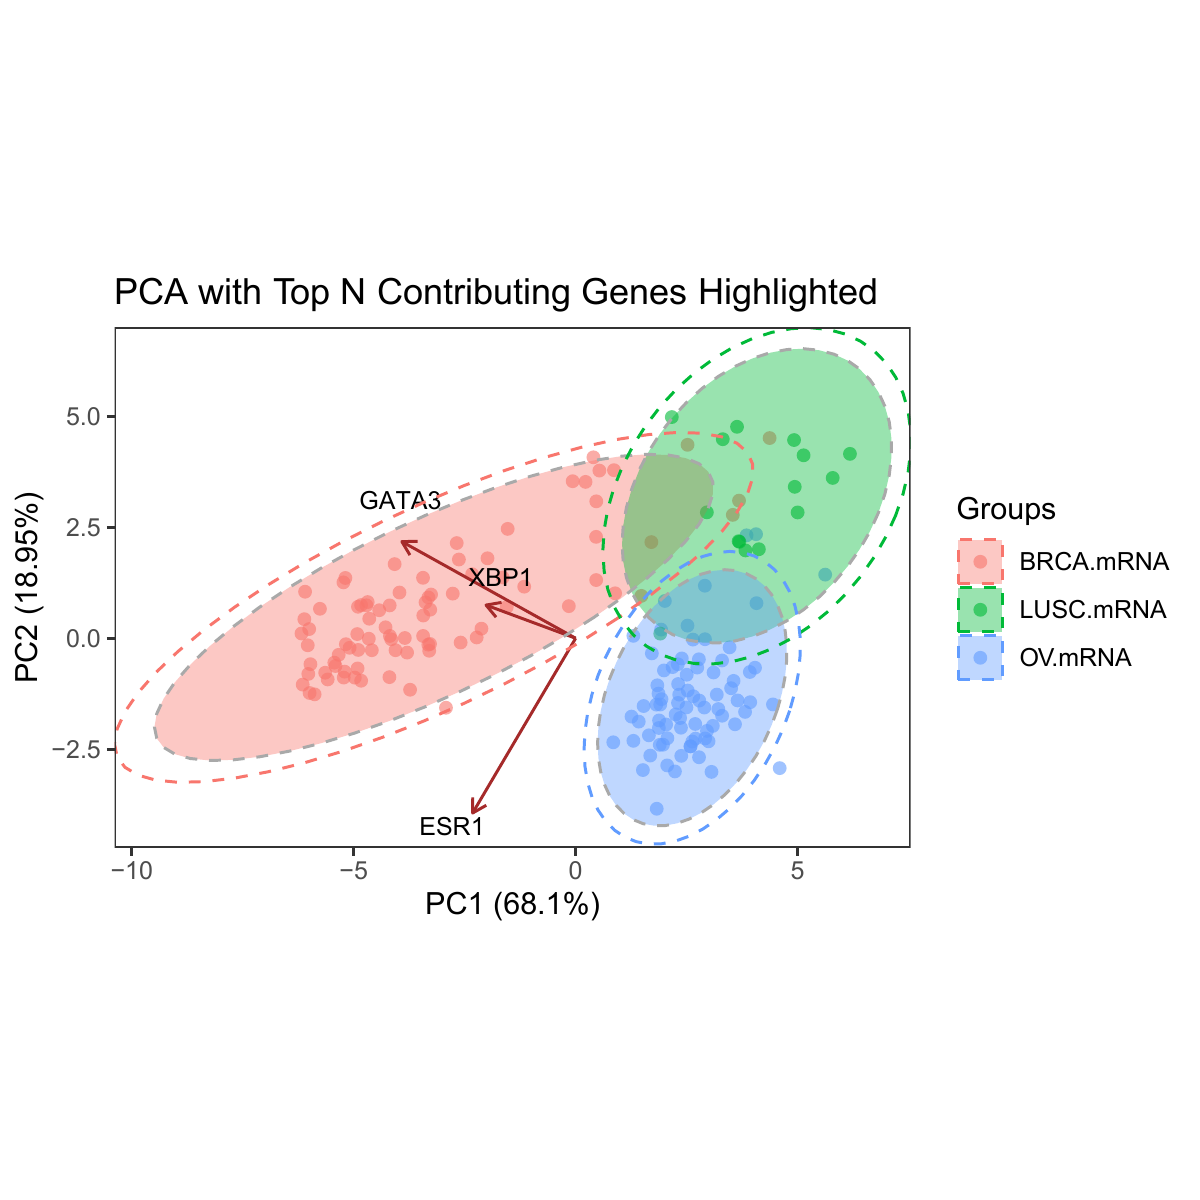 PCA with Top N Contributing Genes Highlighted
PC2 (18.95%)
5.0
2.5
0.0
−2.5
GATA3
XBP1
ESR1
−10
−5
0
5
PC1 (68.1%)
Groups
BRCA.mRNA
LUSC.mRNA
OV.mRNA